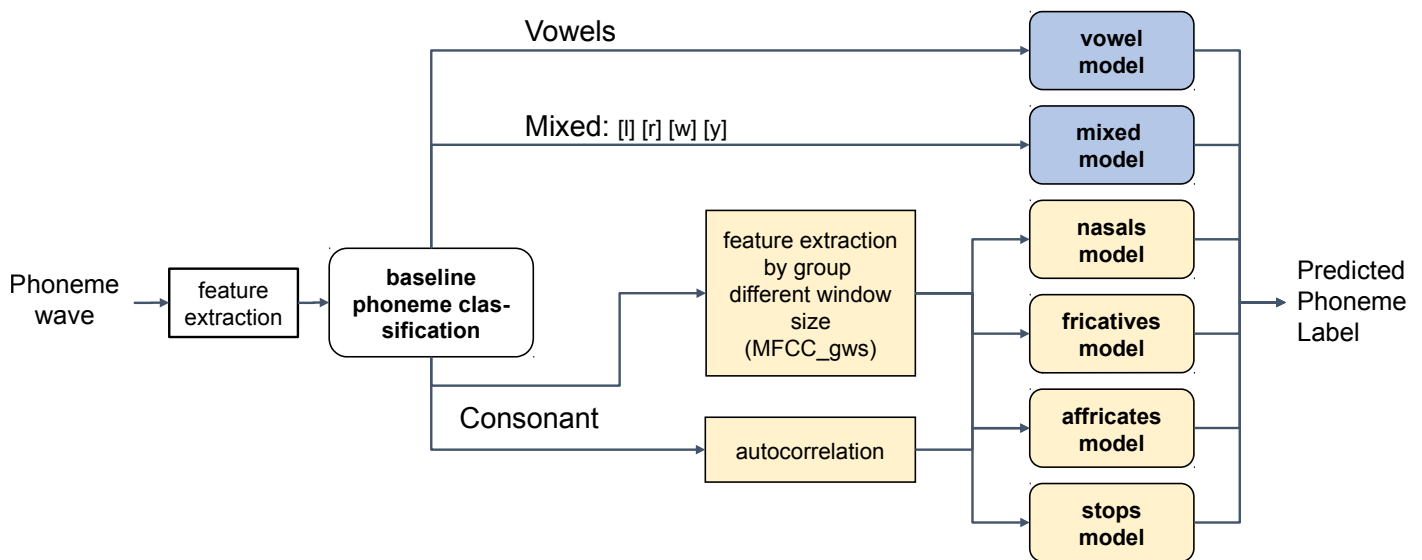 Vowels
vowel
model
Mixed: [l] [r] [w] [y]
mixed
model
Phoneme
wave
feature
extraction
baseline
phoneme clas-
sification
feature extraction
by group
different window
size
(MFCC_gws)
Consonant
autocorrelation
nasals
model
fricatives
model
affricates
model
stops
model
Predicted
Phoneme
Label